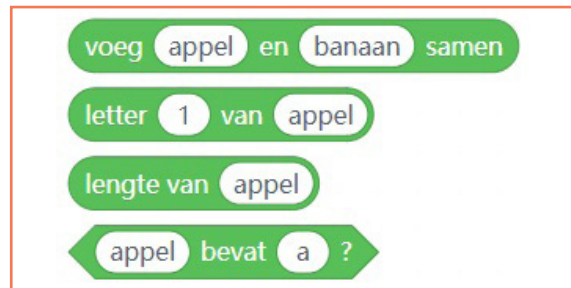 voeg appel en banaan samen
letter 1 van appel
lengte van appel
appel bevat a ?